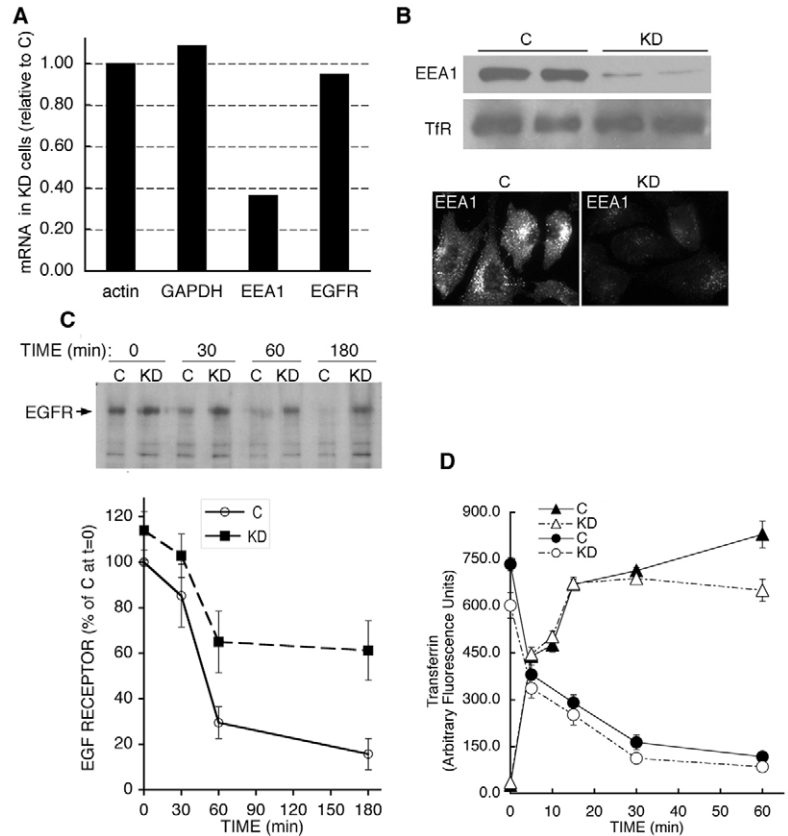 A
mRNA in KD cells (relative to C)
1.00
0.80
0.60
0.40
0.20
0.00
actin GAPDH EEA1 EGFR
B
C KD
EEA1
TfR
C KD
EEA1 EEA1
C
TIME (min): 0 30 60 180
C KD C KD C KD C KD
EGFR
EGF RECEPTOR (% of C at t=0)
120
100
80
60
40
20
0
C
KD
0 30 60 90 120 150 180
TIME (min)
D
Transferrin
(Arbitrary Fluorescence Units)
900.0
750.0
600.0
450.0
300.0
150.0
0.0
C
KD
C
KD
0 10 20 30 40 50 60
TIME (min)